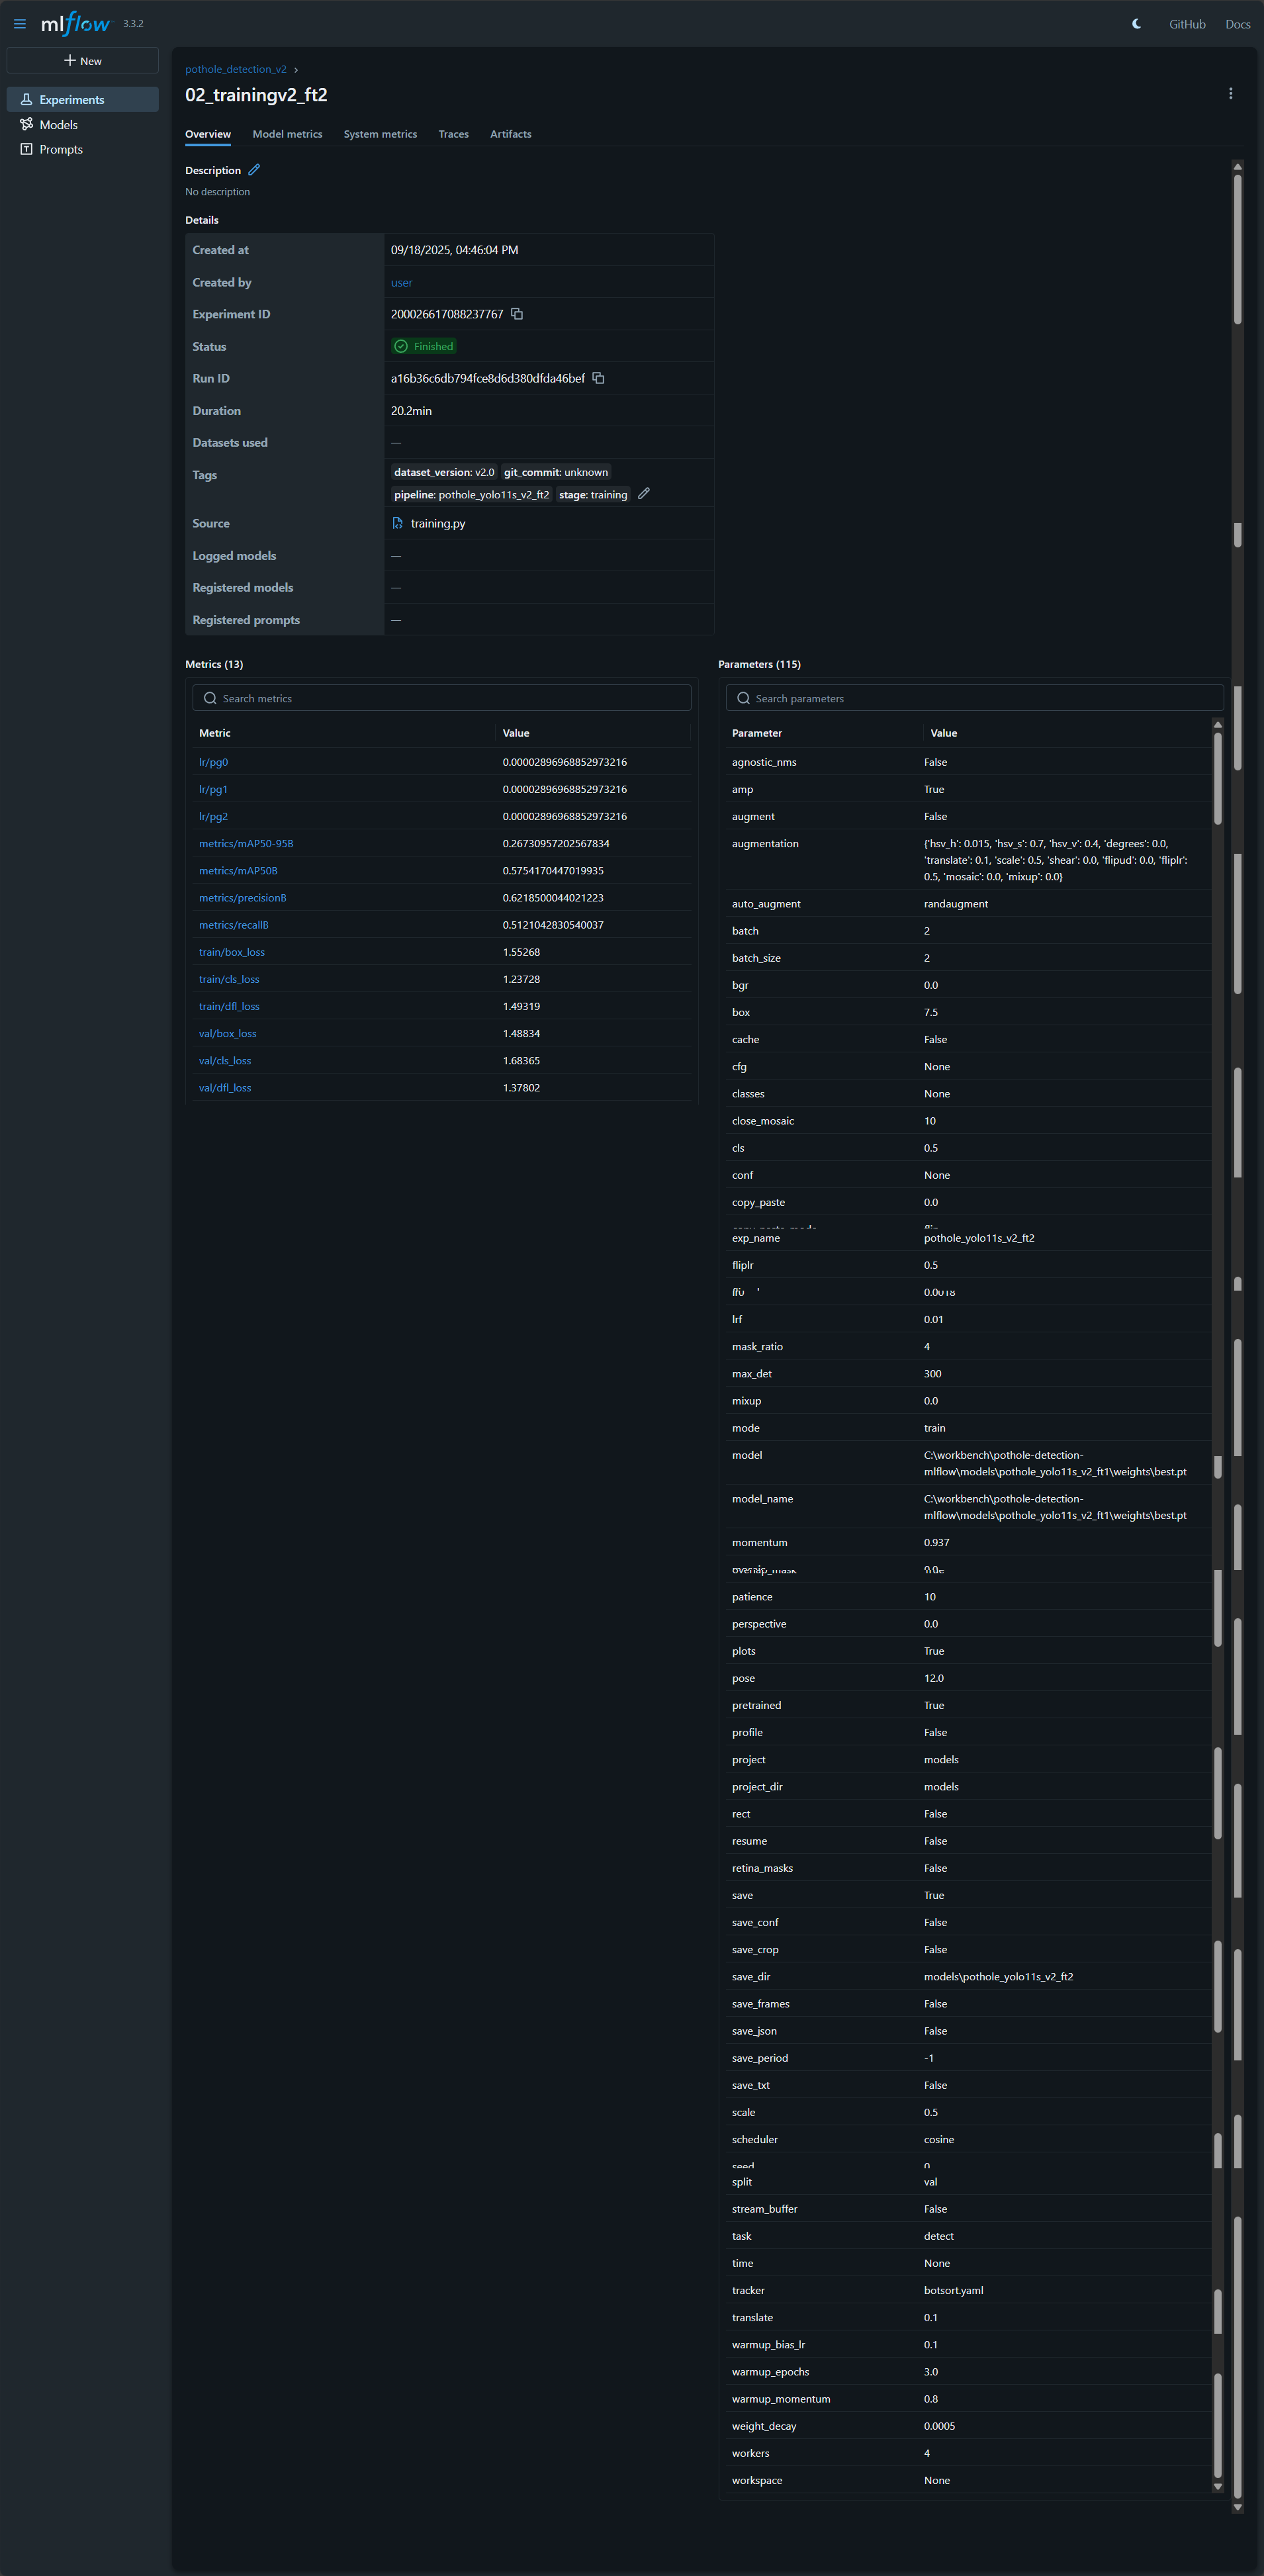 mlflow 3.3.2
GitHub Docs
New
Experiments
Models
Prompts
pothole_detection_v2 ›
02_trainingv2_ft2
Overview Model metrics System metrics Traces Artifacts
Description
No description
Details
Created at 09/18/2025, 04:46:04 PM
Created by user
Experiment ID 200026617088237767
Status Finished
Run ID a16b36c6db794fce8d6d380dfda46bef
Duration 20.2min
Datasets used —
Tags dataset_version: v2.0 git_commit: unknown
pipeline: pothole_yolo11s_v2_ft2 stage: training
Source training.py
Logged models —
Registered models —
Registered prompts —
Metrics (13)
Search metrics
Metric Value
lr/pg0 0.00002896968852973216
lr/pg1 0.00002896968852973216
lr/pg2 0.00002896968852973216
metrics/mAP50-95B 0.26730957202567834
metrics/mAP50B 0.5754170447019935
metrics/precisionB 0.6218500044021223
metrics/recallB 0.5121042830540037
train/box_loss 1.55268
train/cls_loss 1.23728
train/dfl_loss 1.49319
val/box_loss 1.48834
val/cls_loss 1.68365
val/dfl_loss 1.37802
Parameters (115)
Search parameters
Parameter Value
agnostic_nms False
amp True
augment False
augmentation {'hsv_h': 0.015, 'hsv_s': 0.7, 'hsv_v': 0.4, 'degrees': 0.0,
'translate': 0.1, 'scale': 0.5, 'shear': 0.0, 'flipud': 0.0, 'fliplr':
0.5, 'mosaic': 0.0, 'mixup': 0.0}
auto_augment randaugment
batch 2
batch_size 2
bgr 0.0
box 7.5
cache False
cfg None
classes None
close_mosaic 10
cls 0.5
conf None
copy_paste 0.0
exp_name pothole_yolo11s_v2_ft2
fliplr 0.5
lrf 0.01
mask_ratio 4
max_det 300
mixup 0.0
mode train
model C:\workbench\pothole-detection-
mlflow\models\pothole_yolo11s_v2_ft1\weights\best.pt
model_name C:\workbench\pothole-detection-
mlflow\models\pothole_yolo11s_v2_ft1\weights\best.pt
momentum 0.937
patience 10
perspective 0.0
plots True
pose 12.0
pretrained True
profile False
project models
project_dir models
rect False
resume False
retina_masks False
save True
save_conf False
save_crop False
save_dir models\pothole_yolo11s_v2_ft2
save_frames False
save_json False
save_period -1
save_txt False
scale 0.5
scheduler cosine
seed 0
split val
stream_buffer False
task detect
time None
tracker botsort.yaml
translate 0.1
warmup_bias_lr 0.1
warmup_epochs 3.0
warmup_momentum 0.8
weight_decay 0.0005
workers 4
workspace None